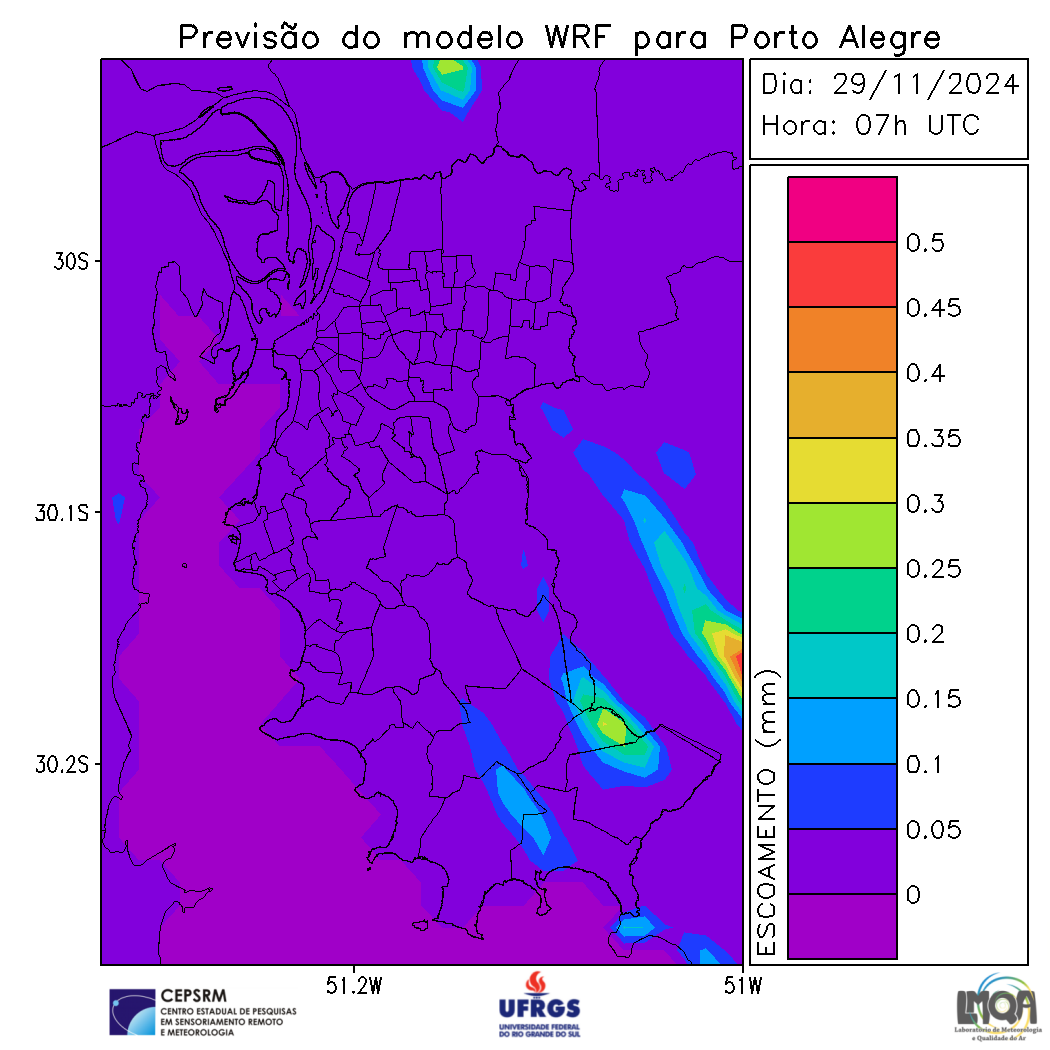 Previsão do modelo WRF para Porto Alegre
Dia: 29/11/2024
Hora: 07h UTC
30S
30.1S
30.2S
51.2W
51W
0.5
0.45
0.4
0.35
0.3
0.25
0.2
0.15
0.1
0.05
0
ESCOAMENTO (mm)
CEPSRM
CENTRO ESTADUAL DE PESQUISAS
EM SENSORIAMENTO REMOTO
E METEOROLOGIA
UFRGS
UNIVERSIDADE FEDERAL
DO RIO GRANDE DO SUL
LMQA
Laboratório de Meteorologia
e Qualidade do Ar